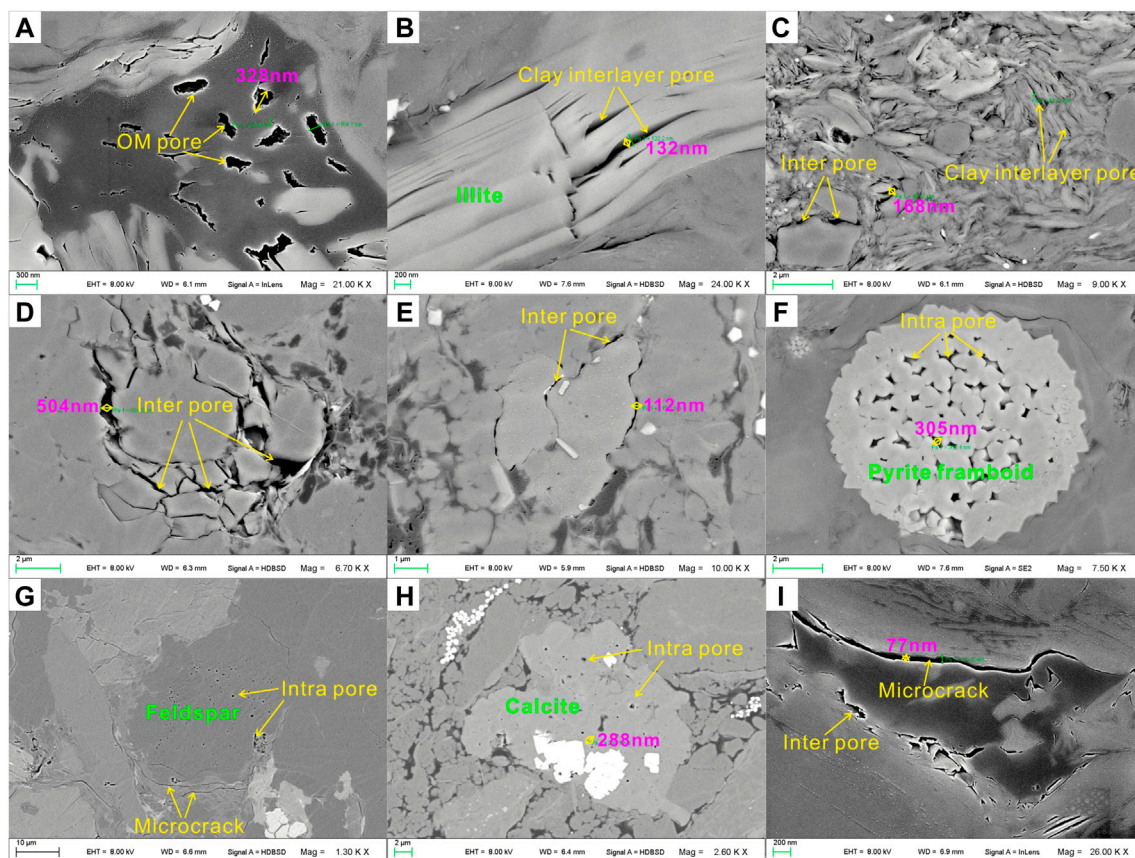 A
328nm
OM pore
300 nm
EHT = 8.00 kV WD = 6.1 mm Signal A = InLens Mag = 21.00 K X
B
Clay interlayer pore
132nm
Illite
200 nm
EHT = 8.00 kV WD = 7.6 mm Signal A = HDBSD Mag = 24.00 K X
C
Inter pore
Clay interlayer pore
168nm
2 µm
EHT = 8.00 kV WD = 6.1 mm Signal A = HDBSD Mag = 9.00 K X
D
504nm
Inter pore
2 µm
EHT = 8.00 kV WD = 6.3 mm Signal A = HDBSD Mag = 6.70 K X
E
Inter pore
112nm
1 µm
EHT = 8.00 kV WD = 5.9 mm Signal A = HDBSD Mag = 10.00 K X
F
Intra pore
305nm
Pyrite framboid
2 µm
EHT = 8.00 kV WD = 7.6 mm Signal A = SE2 Mag = 7.50 K X
G
Intra pore
Feldspar
Microcrack
10 µm
EHT = 8.00 kV WD = 6.6 mm Signal A = HDBSD Mag = 1.30 K X
H
Intra pore
Calcite
288nm
2 µm
EHT = 8.00 kV WD = 6.4 mm Signal A = HDBSD Mag = 2.60 K X
I
77nm
Microcrack
Inter pore
200 nm
EHT = 8.00 kV WD = 6.9 mm Signal A = InLens Mag = 26.00 K X